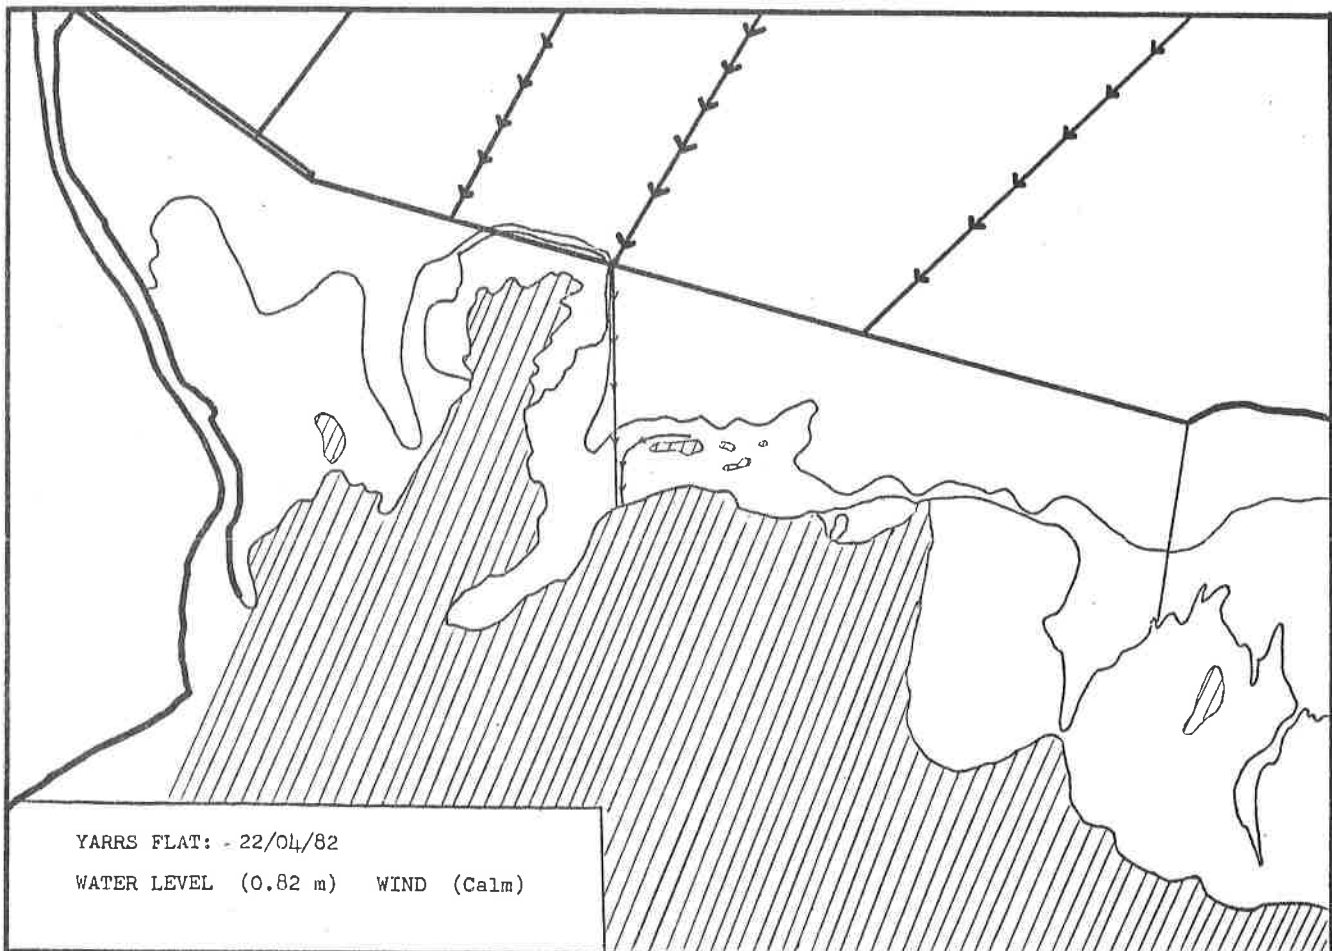 YARRS FLAT: - 22/04/82
WATER LEVEL (0.82 m) WIND (Calm)